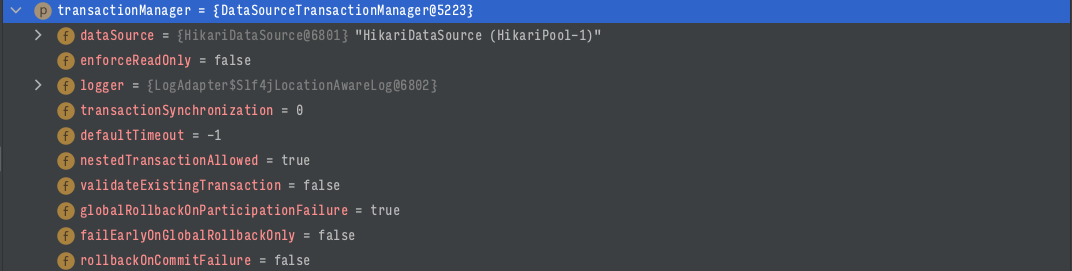 p transactionManager = {DataSourceTransactionManager@5223}
f dataSource = {HikariDataSource@6801} "HikariDataSource (HikariPool-1)"
f enforceReadOnly = false
f logger = {LogAdapter$Slf4jLocationAwareLog@6802}
f transactionSynchronization = 0
f defaultTimeout = -1
f nestedTransactionAllowed = true
f validateExistingTransaction = false
f globalRollbackOnParticipationFailure = true
f failEarlyOnGlobalRollbackOnly = false
f rollbackOnCommitFailure = false